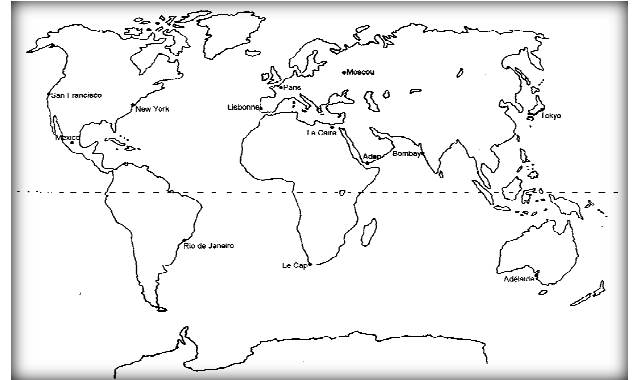 Moscou
Paris
San Francisco
New York
Lisbonne
Tokyo
Le Caire
Mexico
Aden
Bombay
Rio de Janeiro
Le Cap
Adélaïde